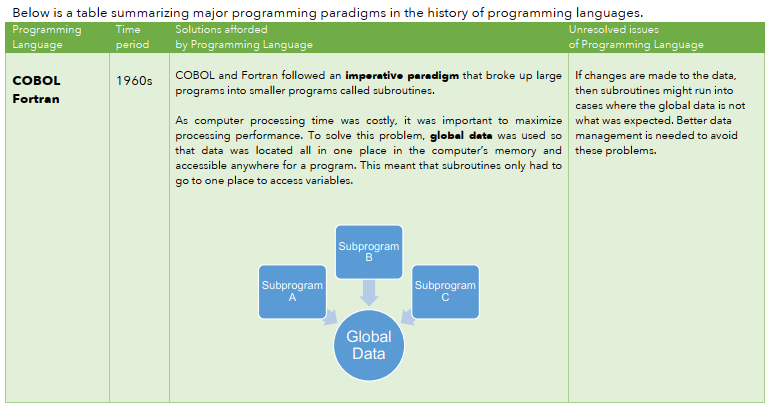 Below is a table summarizing major programming paradigms in the history of programming languages.
Programming
Language
Time
period
Solutions afforded
by Programming Language
Unresolved issues
of Programming Language
COBOL
Fortran
1960s
COBOL and Fortran followed an imperative paradigm that broke up large
programs into smaller programs called subroutines.
As computer processing time was costly, it was important to maximize
processing performance. To solve this problem, global data was used so
that data was located all in one place in the computer's memory and
accessible anywhere for a program. This meant that subroutines only had to
go to one place to access variables.
Subprogram
B
Subprogram
A
Subprogram
C
Global
Data
If changes are made to the data,
then subroutines might run into
cases where the global data is not
what was expected. Better data
management is needed to avoid
these problems.